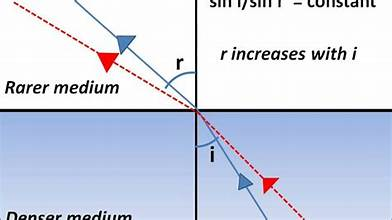 sin i/sin r = constant
r increases with i
Rarer medium
r
i
Denser medium